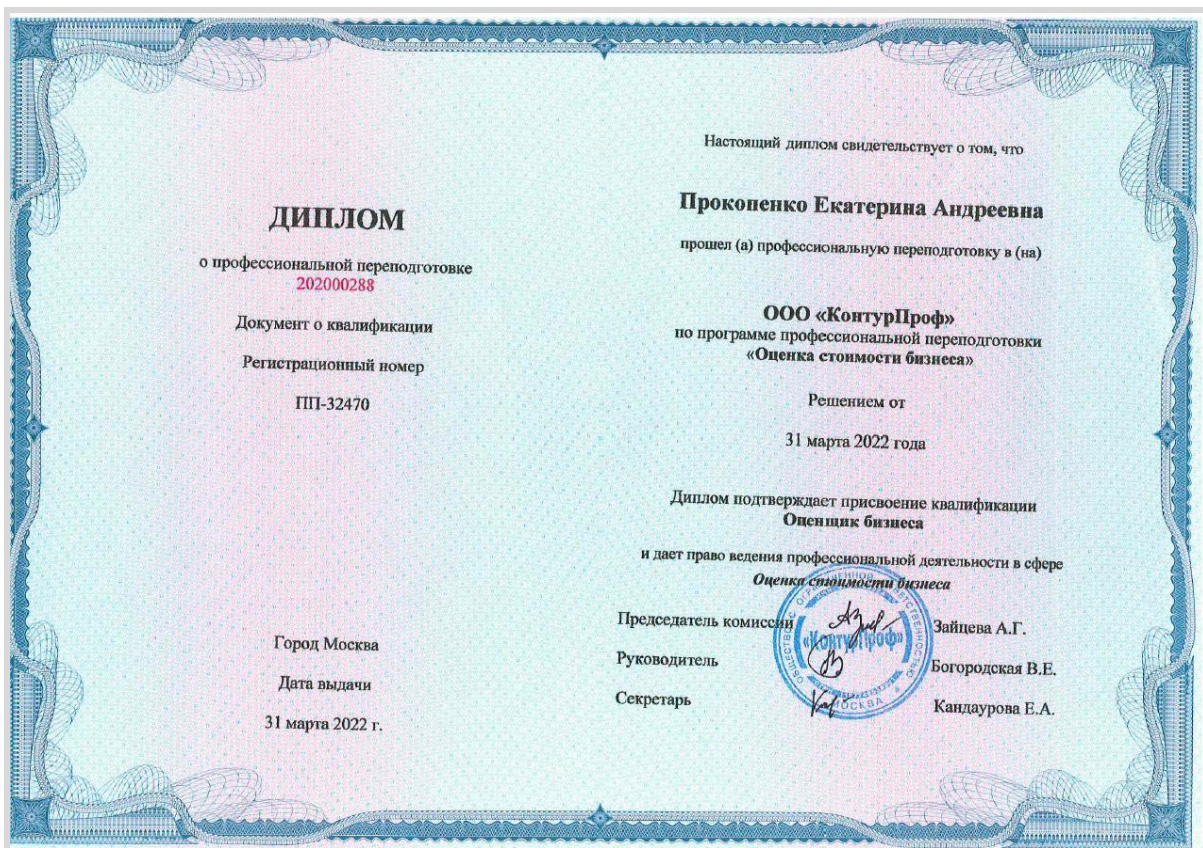 ДИПЛОМ
о профессиональной переподготовке
202000288
Документ о квалификации
Регистрационный номер
ПП-32470
Город Москва
Дата выдачи
31 марта 2022 г.
Настоящий диплом свидетельствует о том, что
Прокопенко Екатерина Андреевна
прошел (а) профессиональную переподготовку в (на)
ООО «КонтурПроф»
по программе профессиональной переподготовки
«Оценка стоимости бизнеса»
Решением от
31 марта 2022 года
Диплом подтверждает присвоение квалификации
Оценщик бизнеса
и дает право ведения профессиональной деятельности в сфере
Оценка стоимости бизнеса
Председатель комиссии Зайцева А.Г.
Руководитель Богородская В.Е.
Секретарь Кандаурова Е.А.
ОБЩЕСТВО С ОГРАНИЧЕННОЙ ОТВЕТСТВЕННОСТЬЮ
«КонтурПроф»
МОСКВА